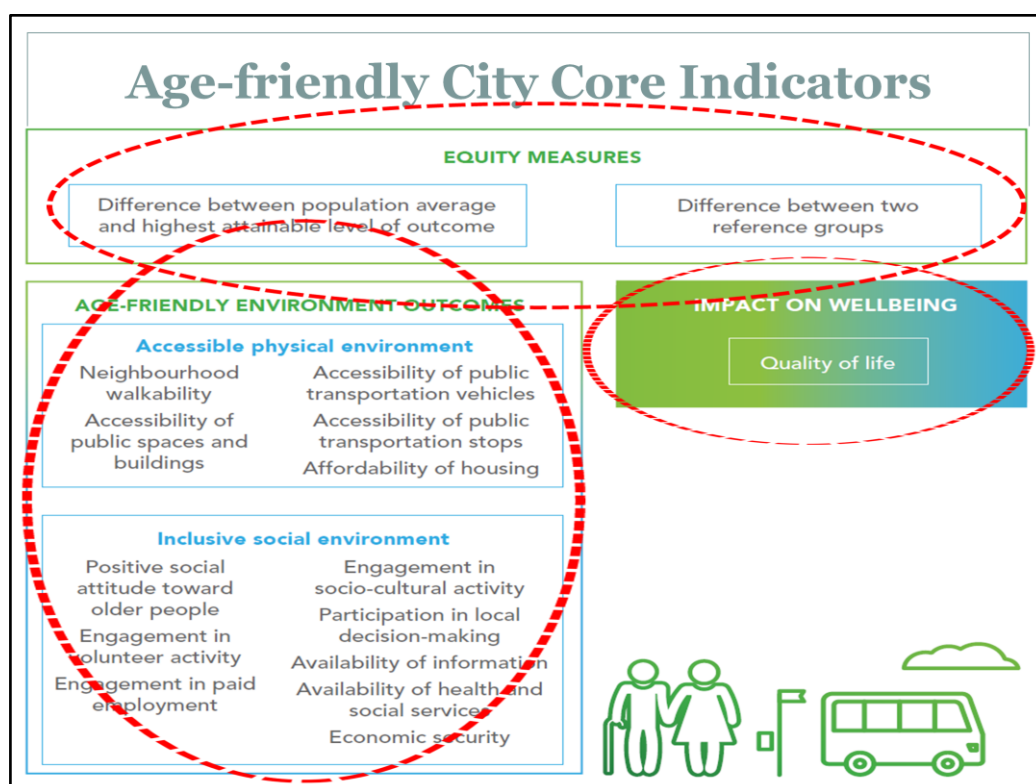 Age-friendly City Core Indicators
EQUITY MEASURES
Difference between population average
and highest attainable level of outcome
Difference between two
reference groups
AGE-FRIENDLY ENVIRONMENT OUTCOMES
Accessible physical environment
Neighbourhood
walkability
Accessibility of
public spaces and
buildings
Accessibility of public
transportation vehicles
Accessibility of public
transportation stops
Affordability of housing
Inclusive social environment
Positive social
attitude toward
older people
Engagement in
volunteer activity
Engagement in paid
employment
Engagement in
socio-cultural activity
Participation in local
decision-making
Availability of information
Availability of health and
social services
Economic security
IMPACT ON WELLBEING
Quality of life